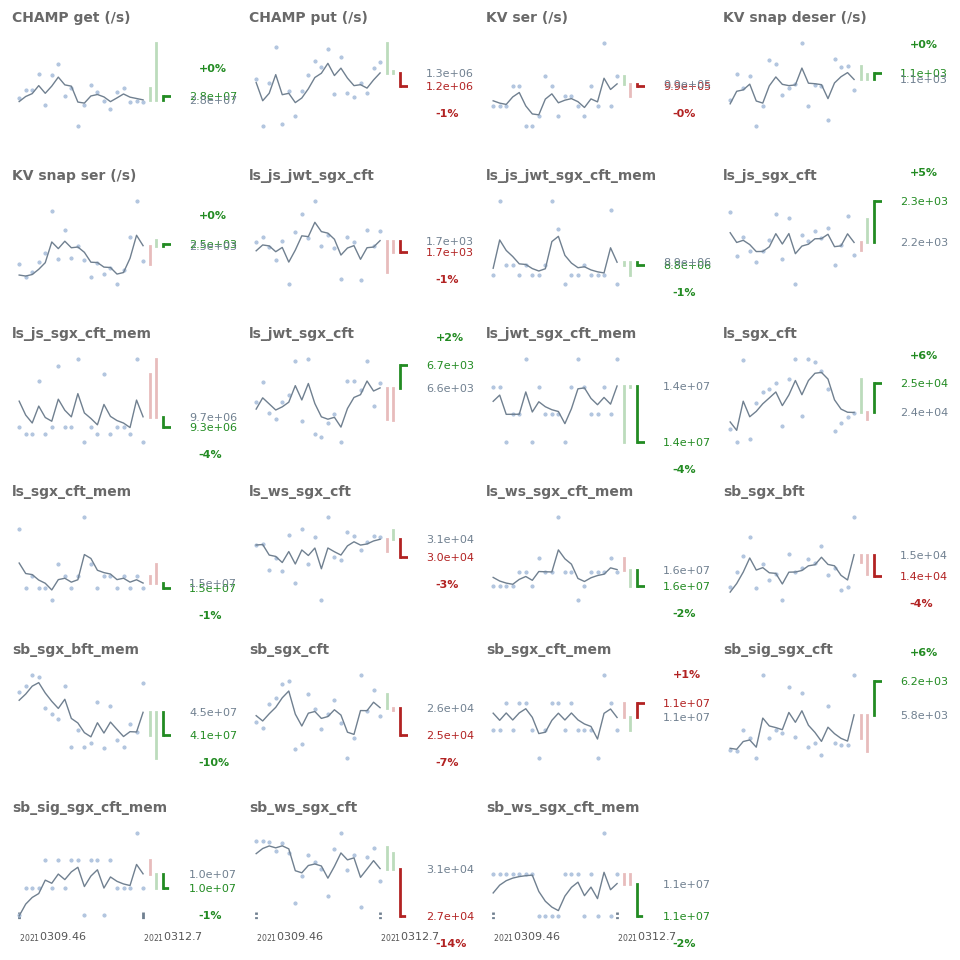 CHAMP get (/s)
+0%
2.8e+07
2.8e+07
CHAMP put (/s)
1.3e+06
1.2e+06
-1%
KV ser (/s)
9.9e+05
-0%
KV snap deser (/s)
+0%
1.1e+03
1.1e+03
KV snap ser (/s)
+0%
2.5e+03
2.5e+03
ls_js_jwt_sgx_cft
1.7e+03
1.7e+03
-1%
ls_js_jwt_sgx_cft_mem
8.8e+06
-1%
ls_js_sgx_cft
+5%
2.3e+03
2.2e+03
ls_js_sgx_cft_mem
9.7e+06
9.3e+06
-4%
ls_jwt_sgx_cft
+2%
6.7e+03
6.6e+03
ls_jwt_sgx_cft_mem
1.4e+07
1.4e+07
-4%
ls_sgx_cft
+6%
2.5e+04
2.4e+04
ls_sgx_cft_mem
1.5e+07
1.5e+07
-1%
ls_ws_sgx_cft
3.1e+04
3.0e+04
-3%
ls_ws_sgx_cft_mem
1.6e+07
1.6e+07
-2%
sb_sgx_bft
1.5e+04
1.4e+04
-4%
sb_sgx_bft_mem
4.5e+07
4.1e+07
-10%
sb_sgx_cft
2.6e+04
2.5e+04
-7%
sb_sgx_cft_mem
+1%
1.1e+07
1.1e+07
sb_sig_sgx_cft
+6%
6.2e+03
5.8e+03
sb_sig_sgx_cft_mem
1.0e+07
1.0e+07
-1%
2021 0309.46
2021 0312.7
sb_ws_sgx_cft
3.1e+04
2.7e+04
-14%
2021 0309.46
2021 0312.7
sb_ws_sgx_cft_mem
1.1e+07
1.1e+07
-2%
2021 0309.46
2021 0312.7